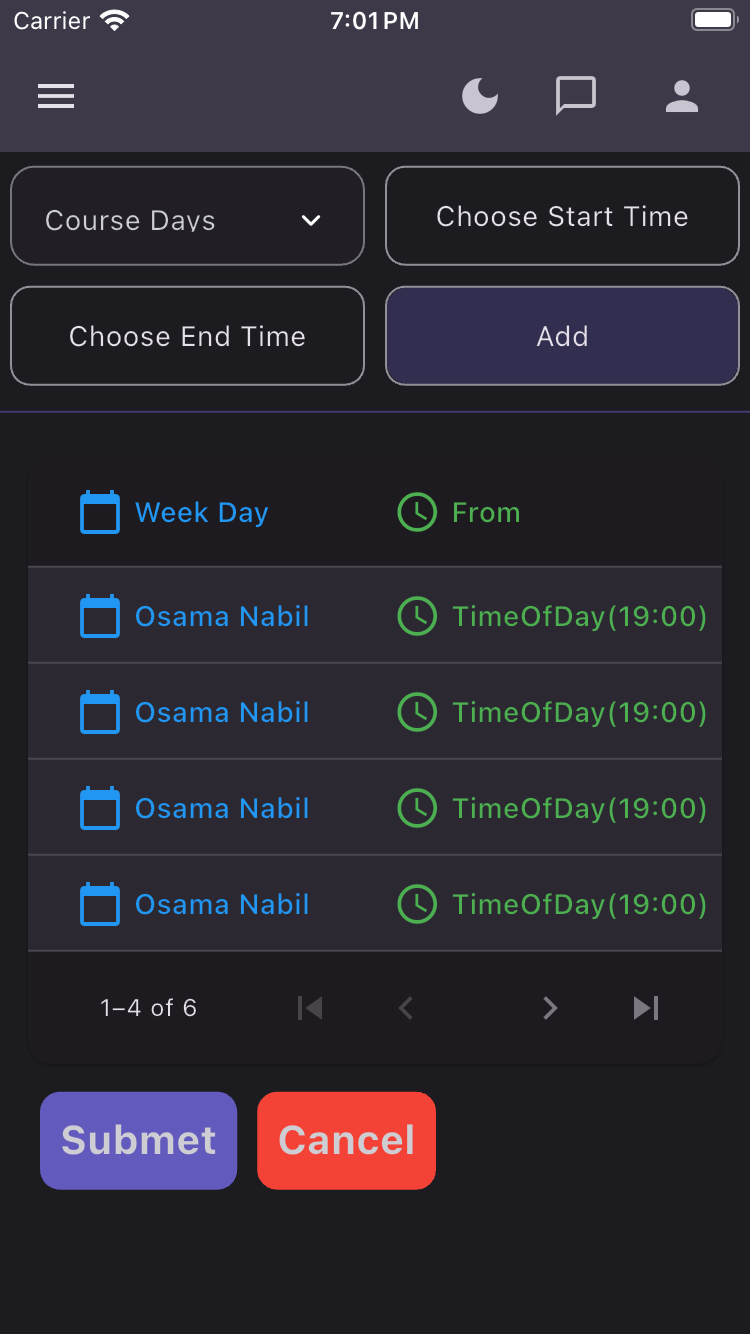 Carrier 7:01 PM
Course Days Choose Start Time
Choose End Time Add
Week Day From
Osama Nabil TimeOfDay(19:00)
Osama Nabil TimeOfDay(19:00)
Osama Nabil TimeOfDay(19:00)
Osama Nabil TimeOfDay(19:00)
1–4 of 6
Submet Cancel